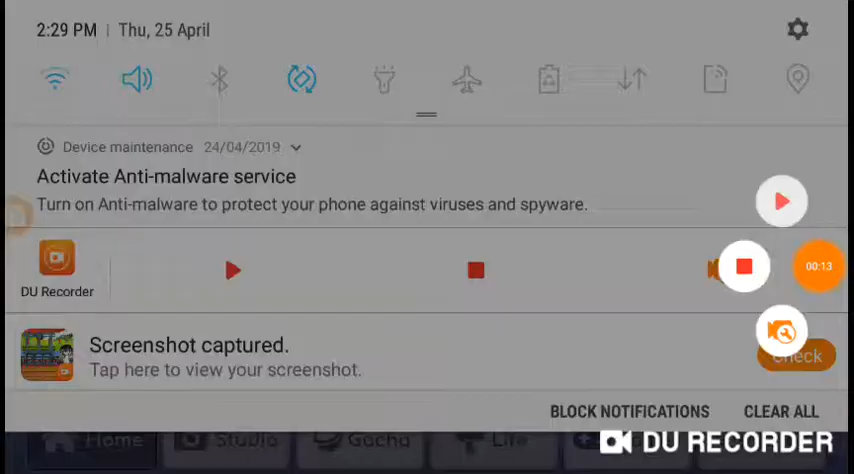 2:29 PM | Thu, 25 April
Device maintenance 24/04/2019
Activate Anti-malware service
Turn on Anti-malware to protect your phone against viruses and spyware.
00:13
DU Recorder
Screenshot captured.
Tap here to view your screenshot.
Check
BLOCK NOTIFICATIONS CLEAR ALL
Home Studio Gacha Life
DU RECORDER